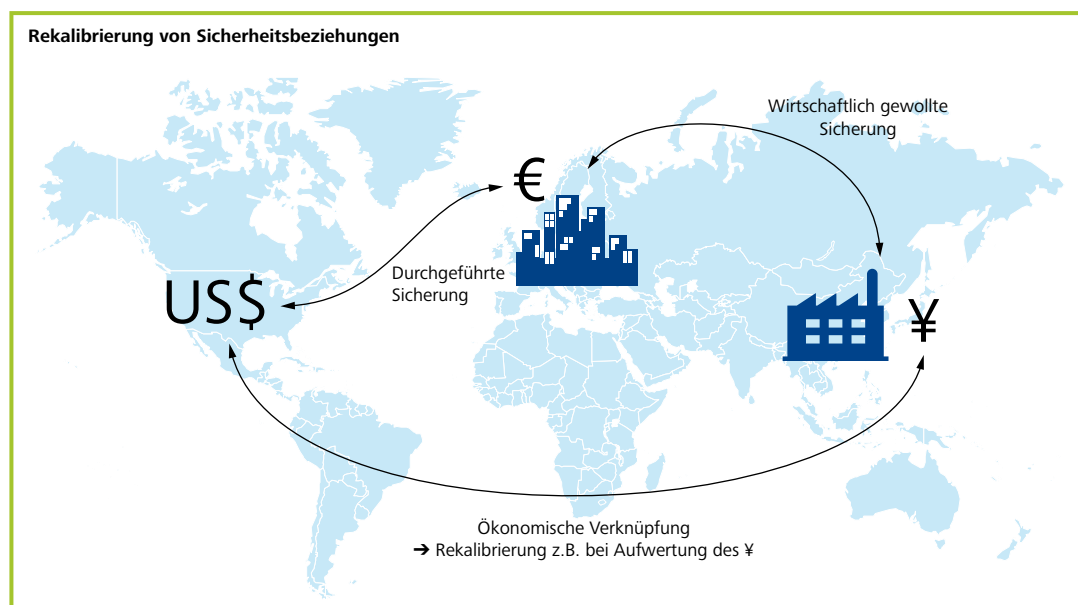 Rekalibrierung von Sicherheitsbeziehungen
Wirtschaftlich gewollte
Sicherung
€
Durchgeführte
Sicherung
US$
¥
Ökonomische Verknüpfung
➔ Rekalibrierung z.B. bei Aufwertung des ¥